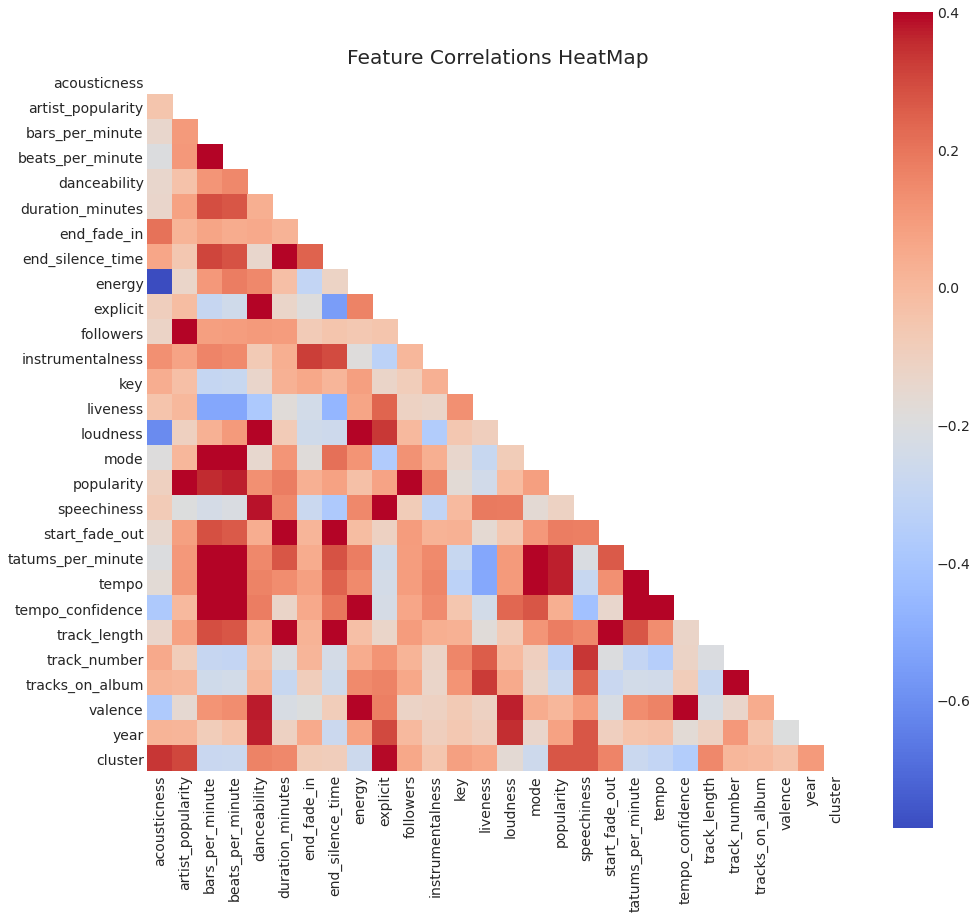 Feature Correlations HeatMap
acousticness
artist_popularity
bars_per_minute
beats_per_minute
danceability
duration_minutes
end_fade_in
end_silence_time
energy
explicit
followers
instrumentalness
key
liveness
loudness
mode
popularity
speechiness
start_fade_out
tatums_per_minute
tempo
tempo_confidence
track_length
track_number
tracks_on_album
valence
year
cluster
acousticness
artist_popularity
bars_per_minute
beats_per_minute
danceability
duration_minutes
end_fade_in
end_silence_time
energy
explicit
followers
instrumentalness
key
liveness
loudness
mode
popularity
speechiness
start_fade_out
tatums_per_minute
tempo
tempo_confidence
track_length
track_number
tracks_on_album
valence
year
cluster
0.4
0.2
0.0
−0.2
−0.4
−0.6